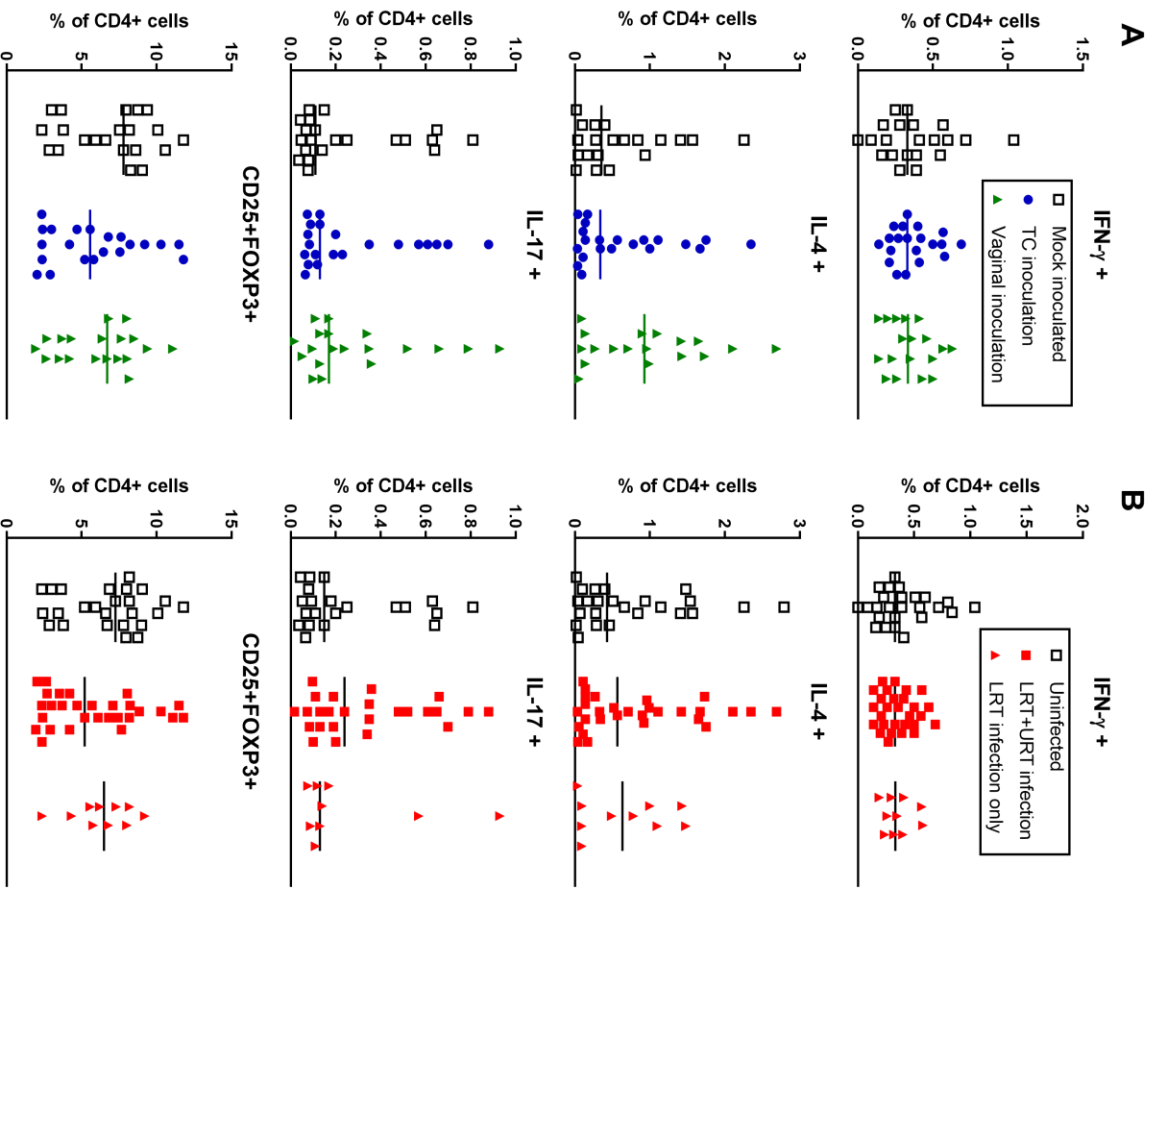 A
IFN-γ +
% of CD4+ cells
0.0
0.5
1.0
1.5
Mock inoculated
TC inoculation
Vaginal inoculation
IL-4 +
% of CD4+ cells
0
1
2
3
IL-17 +
% of CD4+ cells
0.0
0.2
0.4
0.6
0.8
1.0
CD25+FOXP3+
% of CD4+ cells
0
5
10
15
B
IFN-γ +
% of CD4+ cells
0.0
0.5
1.0
1.5
2.0
Uninfected
LRT+URT infection
LRT infection only
IL-4 +
% of CD4+ cells
0
1
2
3
IL-17 +
% of CD4+ cells
0.0
0.2
0.4
0.6
0.8
1.0
CD25+FOXP3+
% of CD4+ cells
0
5
10
15